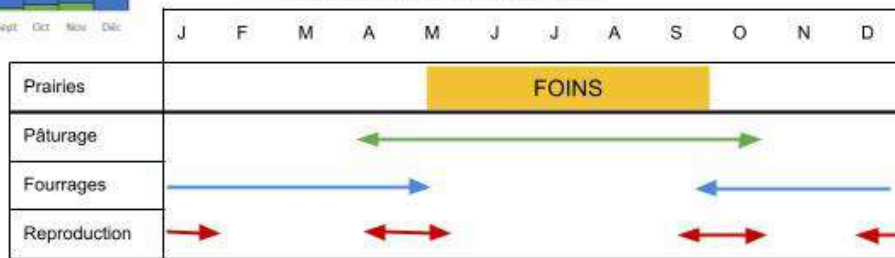 Sept Oct Nov Déc
J F M A M J J A S O N D
Prairies FOINS
Pâturage
Fourrages
Reproduction